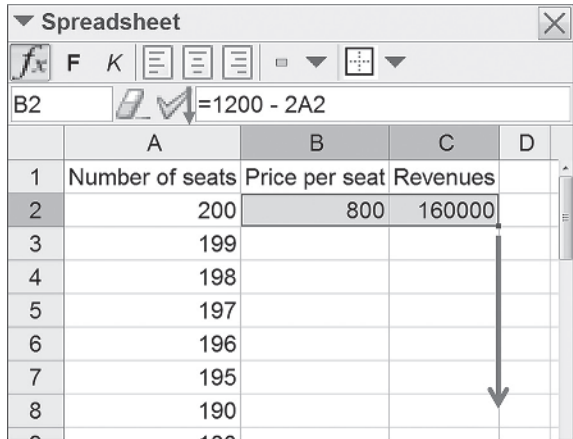 Spreadsheet
fx F K
B2 =1200 - 2A2
A B C D
1 Number of seats Price per seat Revenues
2 200 800 160000
3 199
4 198
5 197
6 196
7 195
8 190